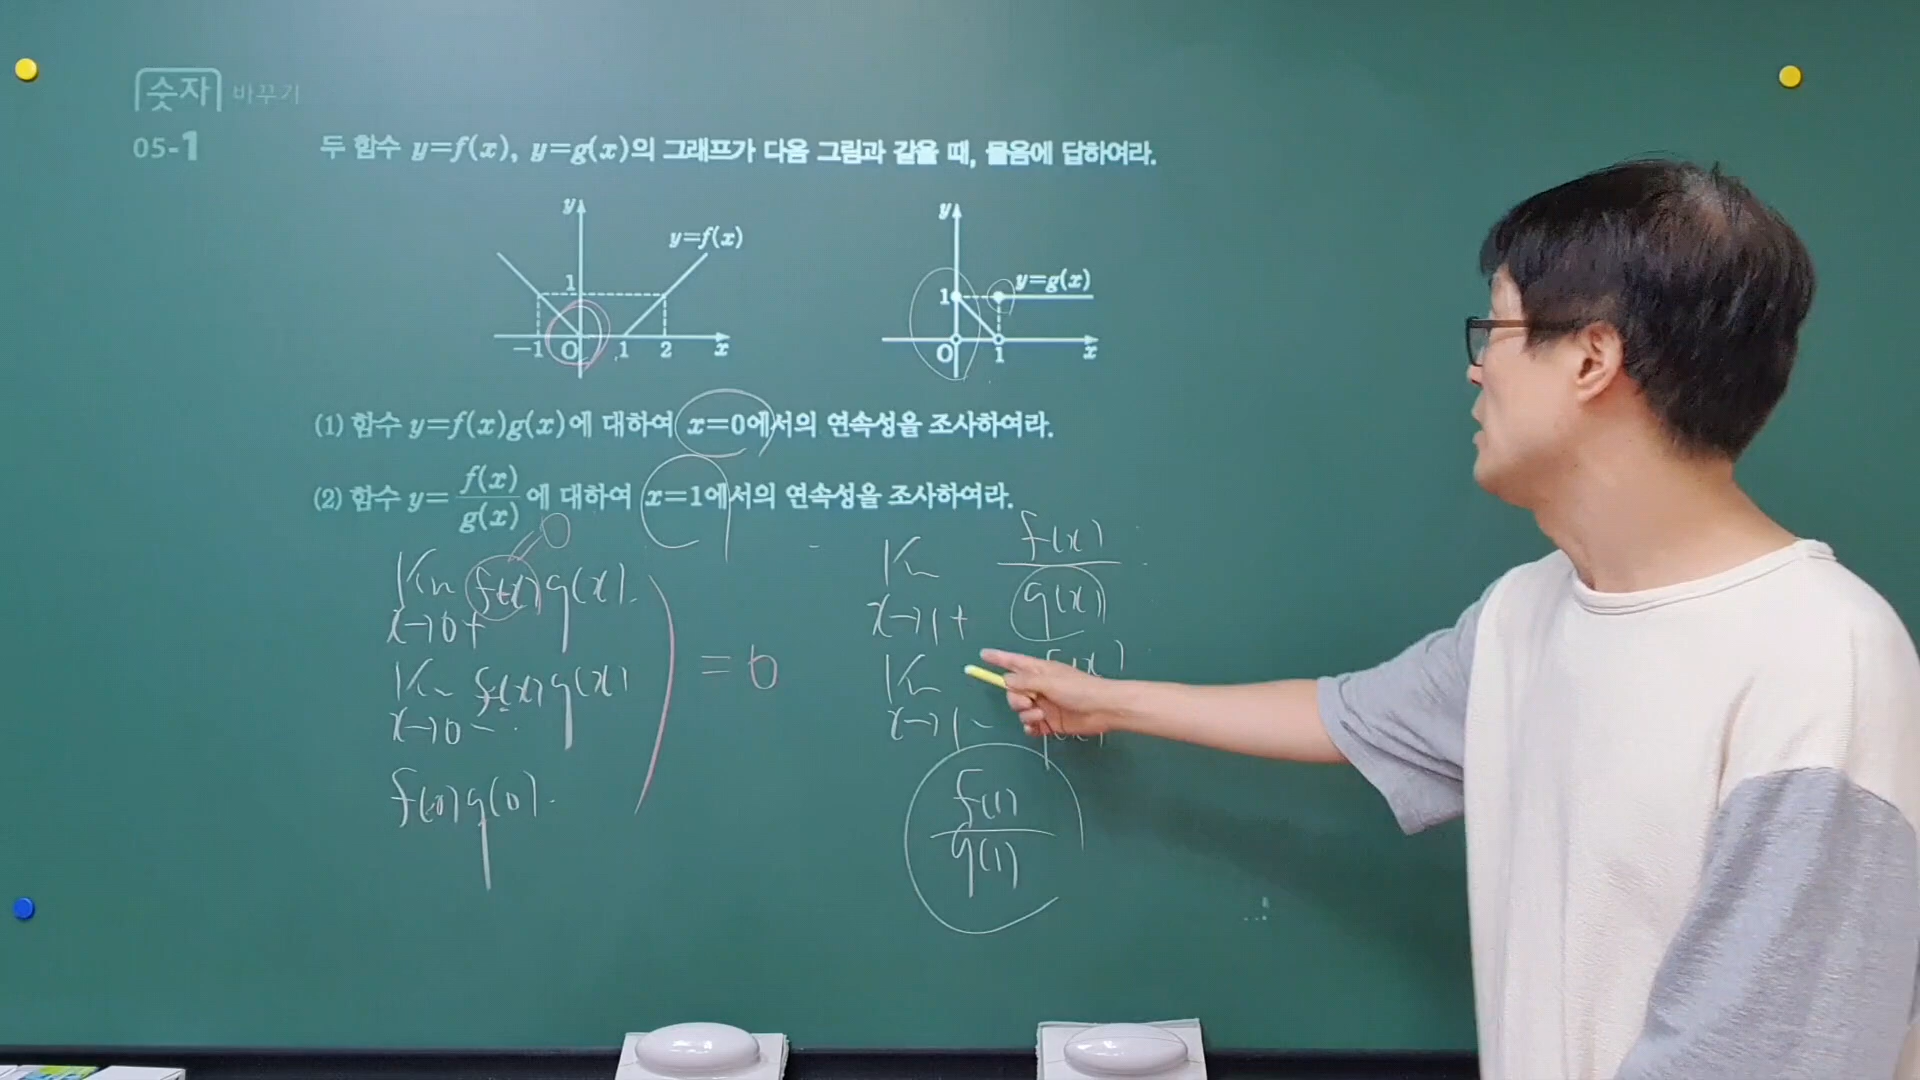 숫자 바꾸기
05-1
두 함수 y=f(x), y=g(x)의 그래프가 다음 그림과 같을 때, 물음에 답하여라.
y
y=f(x)
1
-1 O 1 2 x
y
y=g(x)
1
O 1 x
(1) 함수 y=f(x)g(x)에 대하여 x=0에서의 연속성을 조사하여라.
(2) 함수 y=f(x)/g(x)에 대하여 x=1에서의 연속성을 조사하여라.
0
lim f(x)g(x).
x→0+
lim f(x)g(x)
x→0-
f(0)g(0).
= 0
lim f(x)/g(x)
x→1+
lim
x→1-
f(1)/g(1)